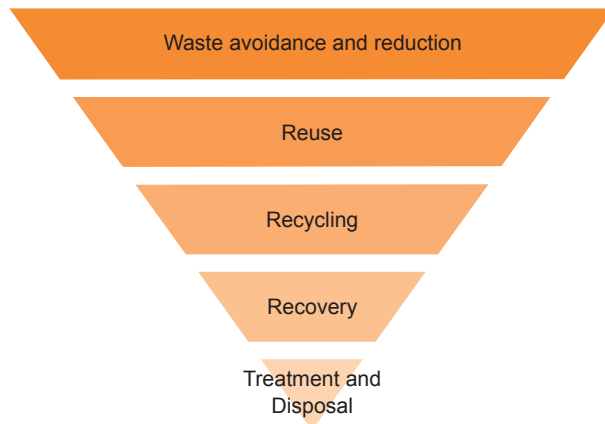 Waste avoidance and reduction
Reuse
Recycling
Recovery
Treatment and
Disposal